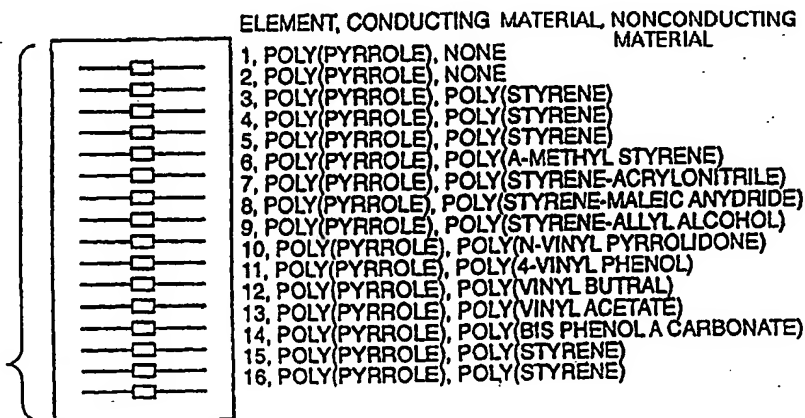 ELEMENT, CONDUCTING MATERIAL, NONCONDUCTING
MATERIAL
1, POLY(PYRROLE), NONE
2, POLY(PYRROLE), NONE
3, POLY(PYRROLE), POLY(STYRENE)
4, POLY(PYRROLE), POLY(STYRENE)
5, POLY(PYRROLE), POLY(STYRENE)
6, POLY(PYRROLE), POLY(A-METHYL STYRENE)
7, POLY(PYRROLE), POLY(STYRENE-ACRYLONITRILE)
8, POLY(PYRROLE), POLY(STYRENE-MALEIC ANYDRIDE)
9, POLY(PYRROLE), POLY(STYRENE-ALLYL ALCOHOL)
10, POLY(PYRROLE), POLY(N-VINYL PYRROLIDONE)
11, POLY(PYRROLE), POLY(4-VINYL PHENOL)
12, POLY(PYRROLE), POLY(VINYL BUTRAL)
13, POLY(PYRROLE), POLY(VINYL ACETATE)
14, POLY(PYRROLE), POLY(BIS PHENOL A CARBONATE)
15, POLY(PYRROLE), POLY(STYRENE)
16, POLY(PYRROLE), POLY(STYRENE)